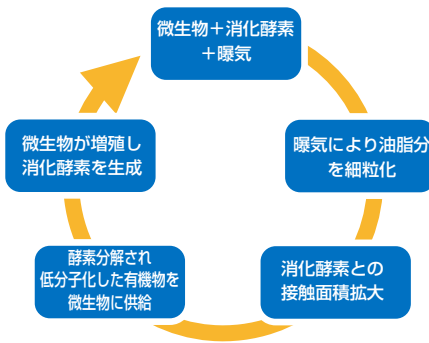 微生物＋消化酵素
＋曝気
曝気により油脂分
を細粒化
消化酵素との
接触面積拡大
酵素分解され
低分子化した有機物を
微生物に供給
微生物が増殖し
消化酵素を生成